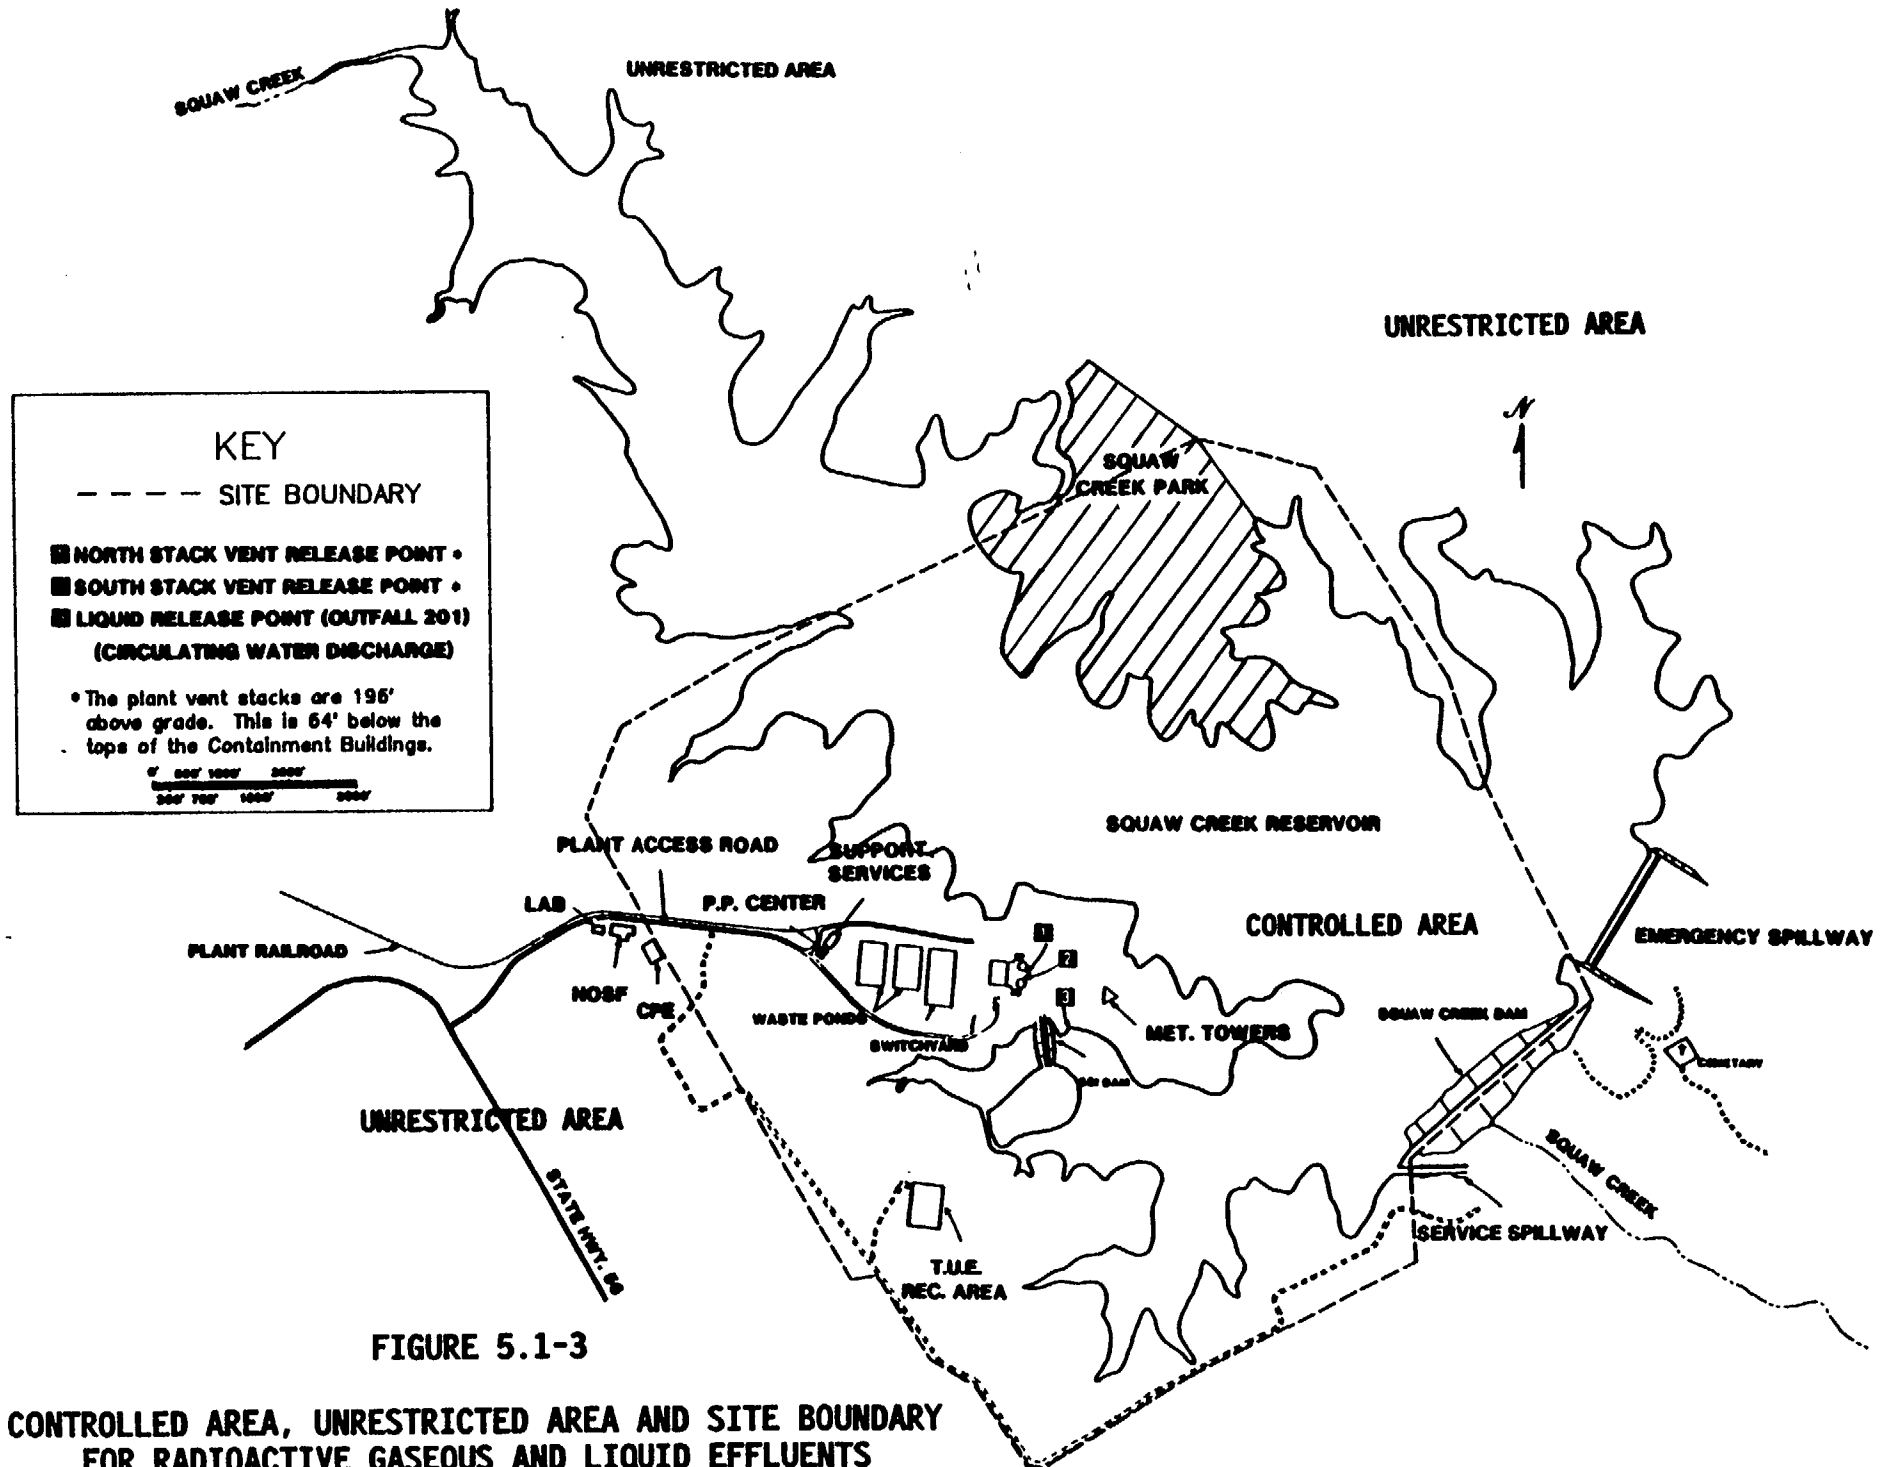 SQUAW CREEK
UNRESTRICTED AREA
UNRESTRICTED AREA
N
KEY
SITE BOUNDARY
NORTH STACK VENT RELEASE POINT *
SOUTH STACK VENT RELEASE POINT *
LIQUID RELEASE POINT (OUTFALL 201)
(CIRCULATING WATER DISCHARGE)
* The plant vent stacks are 196'
above grade. This is 64' below the
tops of the Containment Buildings.
SQUAW
CREEK PARK
SQUAW CREEK RESERVOIR
PLANT ACCESS ROAD
SUPPORT
SERVICES
LAB
P.P. CENTER
PLANT RAILROAD
CONTROLLED AREA
EMERGENCY SPILLWAY
1
2
3
NOSF
CPE
WASTE PONDS
SWITCHYARD
MET. TOWERS
SQUAW CREEK DAM
SSI DAM
CEMETARY
UNRESTRICTED AREA
SQUAW CREEK
STATE HWY. 56
SERVICE SPILLWAY
T.U.E.
REC. AREA
FIGURE 5.1-3
CONTROLLED AREA, UNRESTRICTED AREA AND SITE BOUNDARY
FOR RADIOACTIVE GASEOUS AND LIQUID EFFLUENTS